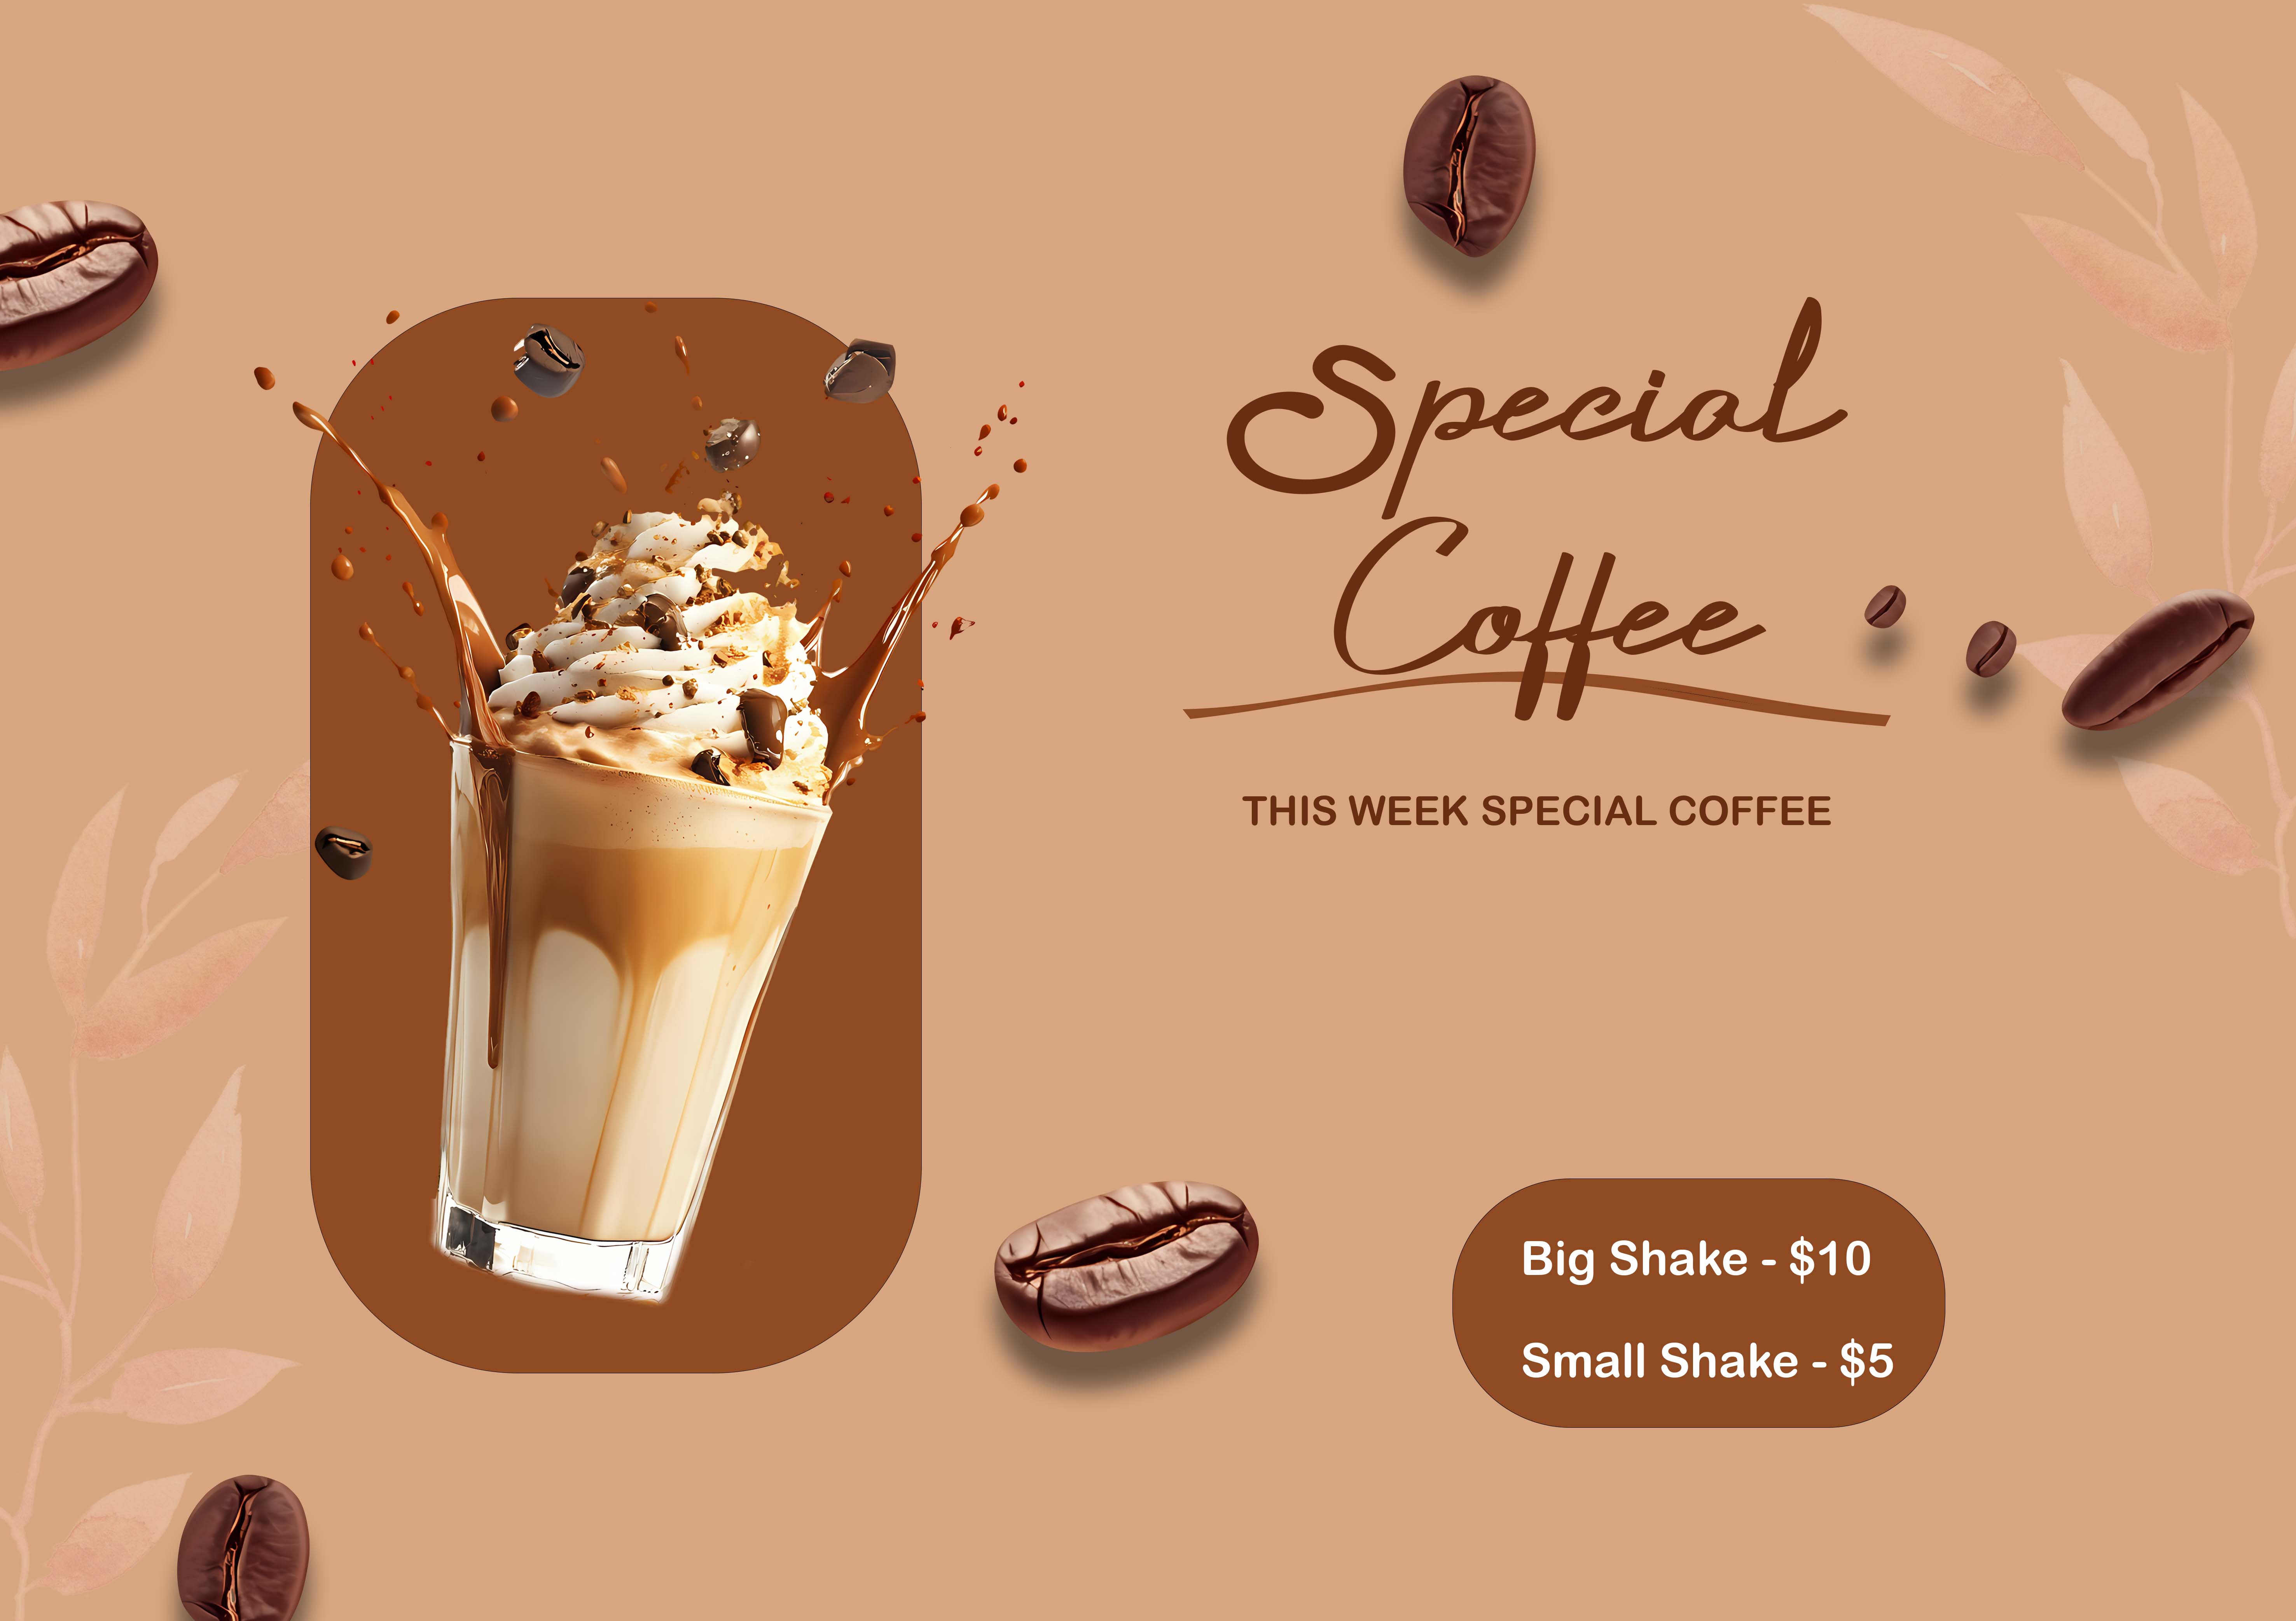 Special
Coffee
THIS WEEK SPECIAL COFFEE
Big Shake - $10
Small Shake - $5